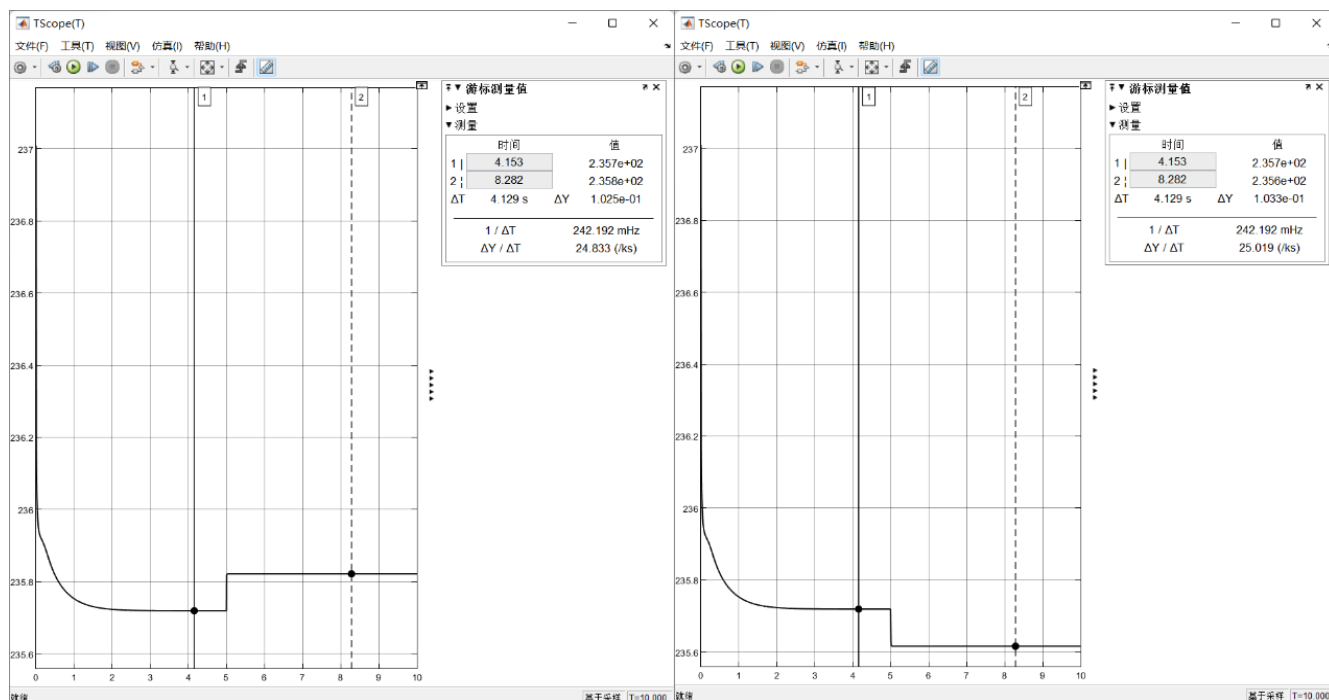 TScope(T)
文件(F) 工具(T) 视图(V) 仿真(I) 帮助(H)
1
2
237
236.8
236.6
236.4
236.2
236
235.8
235.6
0 1 2 3 4 5 6 7 8 9 10
游标测量值
设置
测量
时间 值
1 | 4.153 2.357e+02
2 ¦ 8.282 2.358e+02
ΔT 4.129 s ΔY 1.025e-01
1 / ΔT 242.192 mHz
ΔY / ΔT 24.833 (/ks)
就绪 基于采样 T=10.000
TScope(T)
文件(F) 工具(T) 视图(V) 仿真(I) 帮助(H)
1
2
237
236.8
236.6
236.4
236.2
236
235.8
235.6
0 1 2 3 4 5 6 7 8 9 10
游标测量值
设置
测量
时间 值
1 | 4.153 2.357e+02
2 ¦ 8.282 2.356e+02
ΔT 4.129 s ΔY 1.033e-01
1 / ΔT 242.192 mHz
ΔY / ΔT 25.019 (/ks)
就绪 基于采样 T=10.000